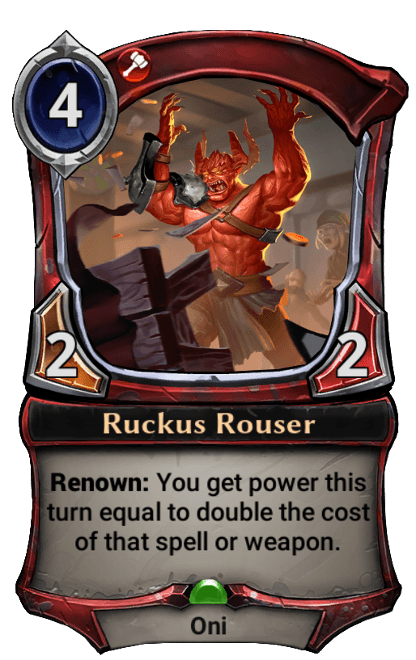 4
2
2
Ruckus Rouser
Renown: You get power this
turn equal to double the cost
of that spell or weapon.
Oni